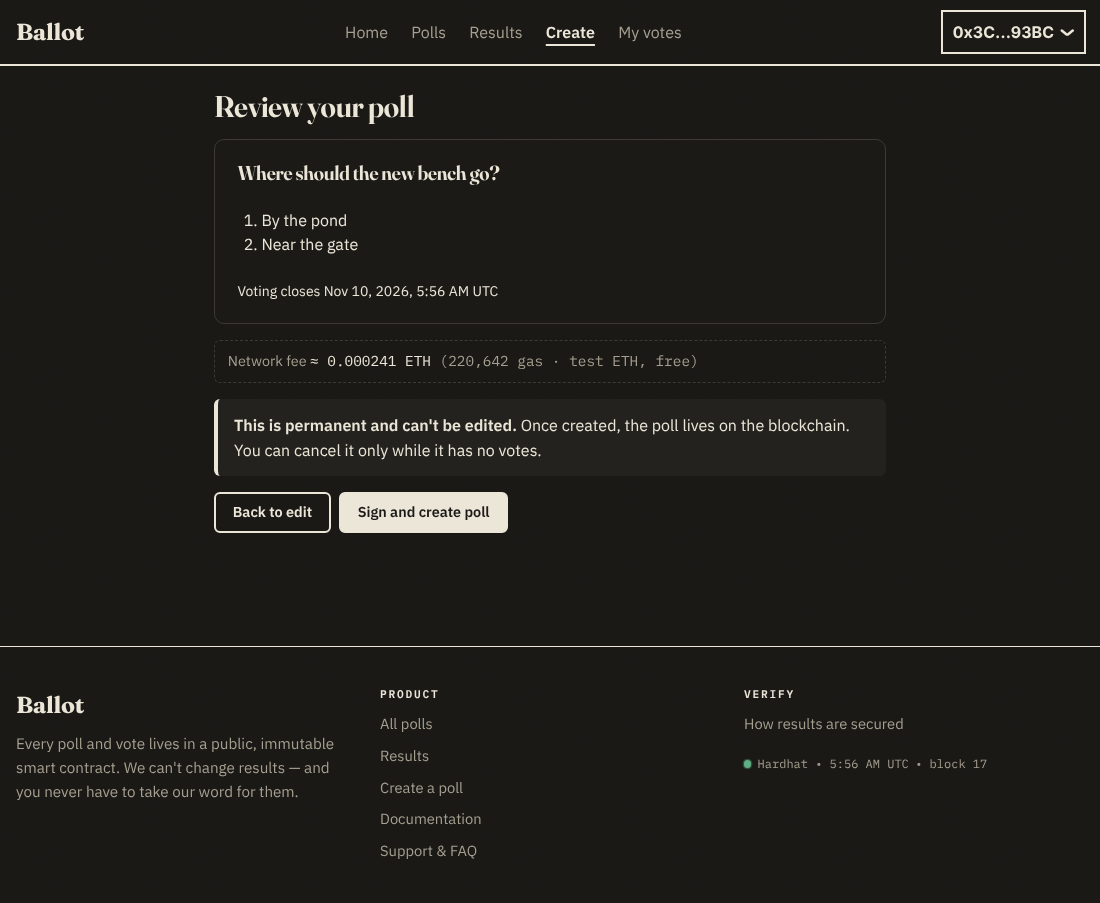 Ballot
Home
Polls
Results
Create
My votes
0x3C...93BC
Review your poll
Where should the new bench go?
1. By the pond
2. Near the gate
Voting closes Nov 10, 2026, 5:56 AM UTC
Network fee ≈ 0.000241 ETH (220,642 gas · test ETH, free)
This is permanent and can't be edited. Once created, the poll lives on the blockchain.
You can cancel it only while it has no votes.
Back to edit
Sign and create poll
Ballot
Every poll and vote lives in a public, immutable
smart contract. We can't change results — and
you never have to take our word for them.
PRODUCT
All polls
Results
Create a poll
Documentation
Support & FAQ
VERIFY
How results are secured
Hardhat • 5:56 AM UTC • block 17